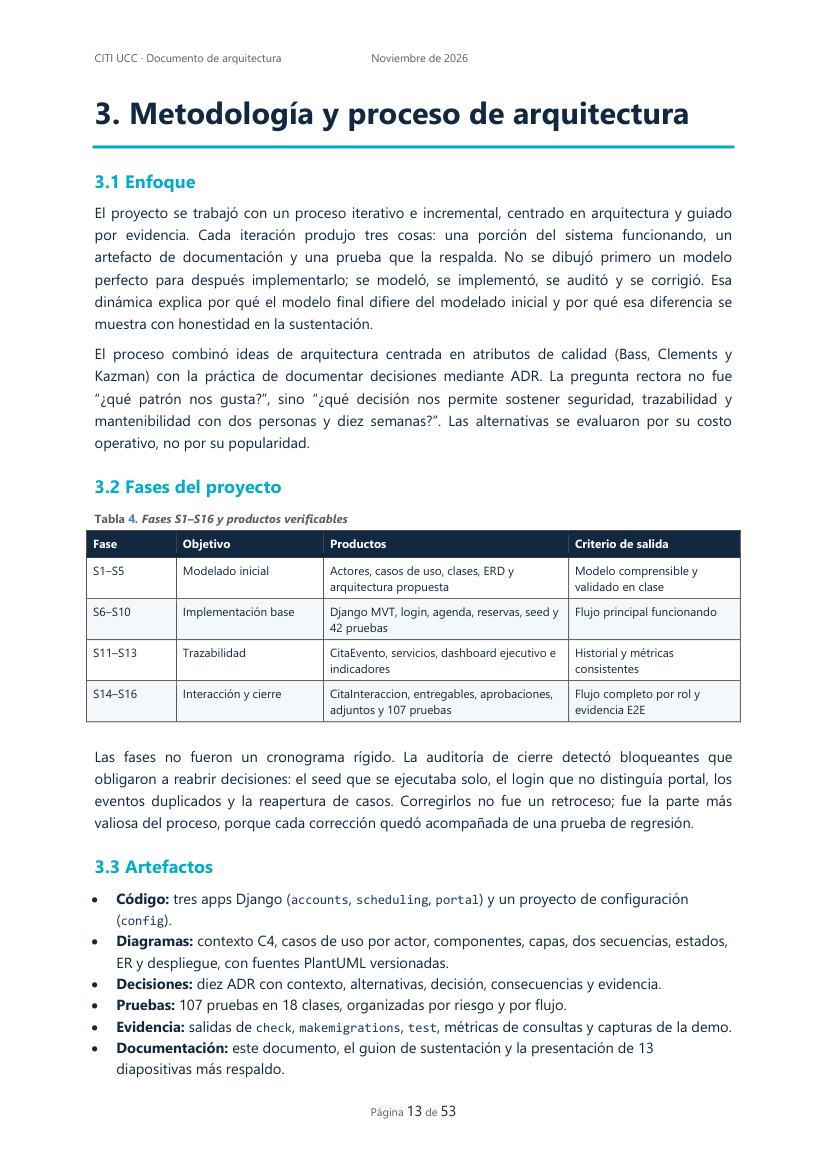 CITI UCC · Documento de arquitectura Noviembre de 2026
3. Metodología y proceso de arquitectura
3.1 Enfoque
El proyecto se trabajó con un proceso iterativo e incremental, centrado en arquitectura y guiado
por evidencia. Cada iteración produjo tres cosas: una porción del sistema funcionando, un
artefacto de documentación y una prueba que la respalda. No se dibujó primero un modelo
perfecto para después implementarlo; se modeló, se implementó, se auditó y se corrigió. Esa
dinámica explica por qué el modelo final difiere del modelado inicial y por qué esa diferencia se
muestra con honestidad en la sustentación.
El proceso combinó ideas de arquitectura centrada en atributos de calidad (Bass, Clements y
Kazman) con la práctica de documentar decisiones mediante ADR. La pregunta rectora no fue
“¿qué patrón nos gusta?”, sino “¿qué decisión nos permite sostener seguridad, trazabilidad y
mantenibilidad con dos personas y diez semanas?”. Las alternativas se evaluaron por su costo
operativo, no por su popularidad.
3.2 Fases del proyecto
Tabla 4. Fases S1–S16 y productos verificables
Fase Objetivo Productos Criterio de salida
S1–S5 Modelado inicial Actores, casos de uso, clases, ERD y Modelo comprensible y
arquitectura propuesta validado en clase
S6–S10 Implementación base Django MVT, login, agenda, reservas, seed y Flujo principal funcionando
42 pruebas
S11–S13 Trazabilidad CitaEvento, servicios, dashboard ejecutivo e Historial y métricas
indicadores consistentes
S14–S16 Interacción y cierre CitaInteraccion, entregables, aprobaciones, Flujo completo por rol y
adjuntos y 107 pruebas evidencia E2E
Las fases no fueron un cronograma rígido. La auditoría de cierre detectó bloqueantes que
obligaron a reabrir decisiones: el seed que se ejecutaba solo, el login que no distinguía portal, los
eventos duplicados y la reapertura de casos. Corregirlos no fue un retroceso; fue la parte más
valiosa del proceso, porque cada corrección quedó acompañada de una prueba de regresión.
3.3 Artefactos
• Código: tres apps Django (accounts, scheduling, portal) y un proyecto de configuración
(config).
• Diagramas: contexto C4, casos de uso por actor, componentes, capas, dos secuencias, estados,
ER y despliegue, con fuentes PlantUML versionadas.
• Decisiones: diez ADR con contexto, alternativas, decisión, consecuencias y evidencia.
• Pruebas: 107 pruebas en 18 clases, organizadas por riesgo y por flujo.
• Evidencia: salidas de check, makemigrations, test, métricas de consultas y capturas de la demo.
• Documentación: este documento, el guion de sustentación y la presentación de 13
diapositivas más respaldo.
Página 13 de 53